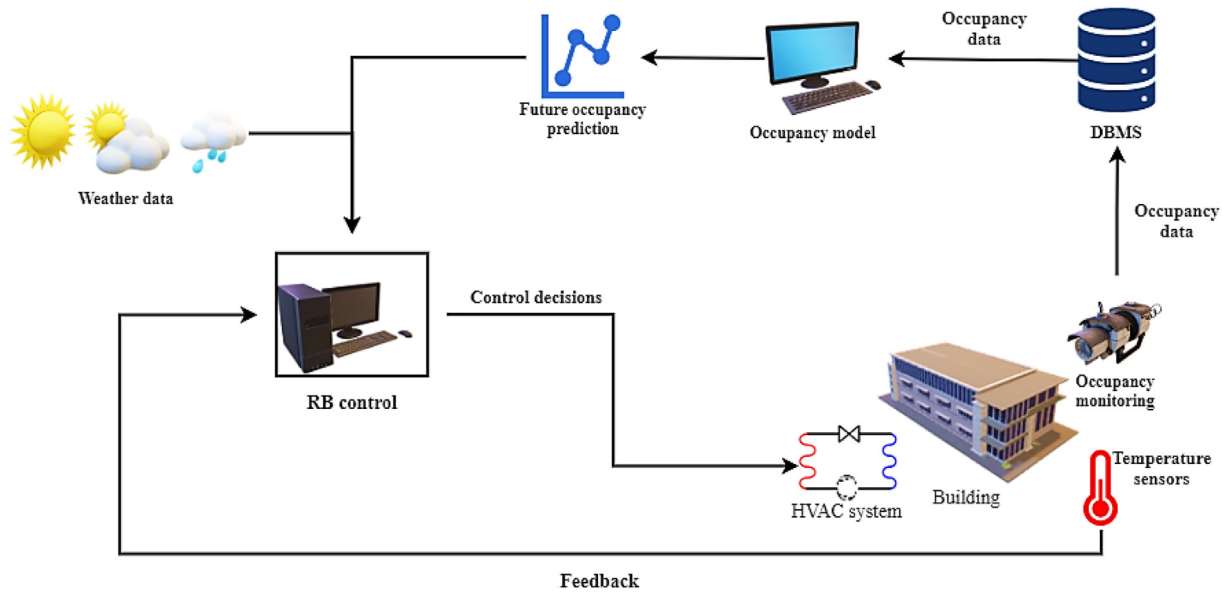 Occupancy
data
Future occupancy
prediction
Occupancy model
DBMS
Weather data
Occupancy
data
Control decisions
RB control
Occupancy
monitoring
Temperature
sensors
Building
HVAC system
Feedback